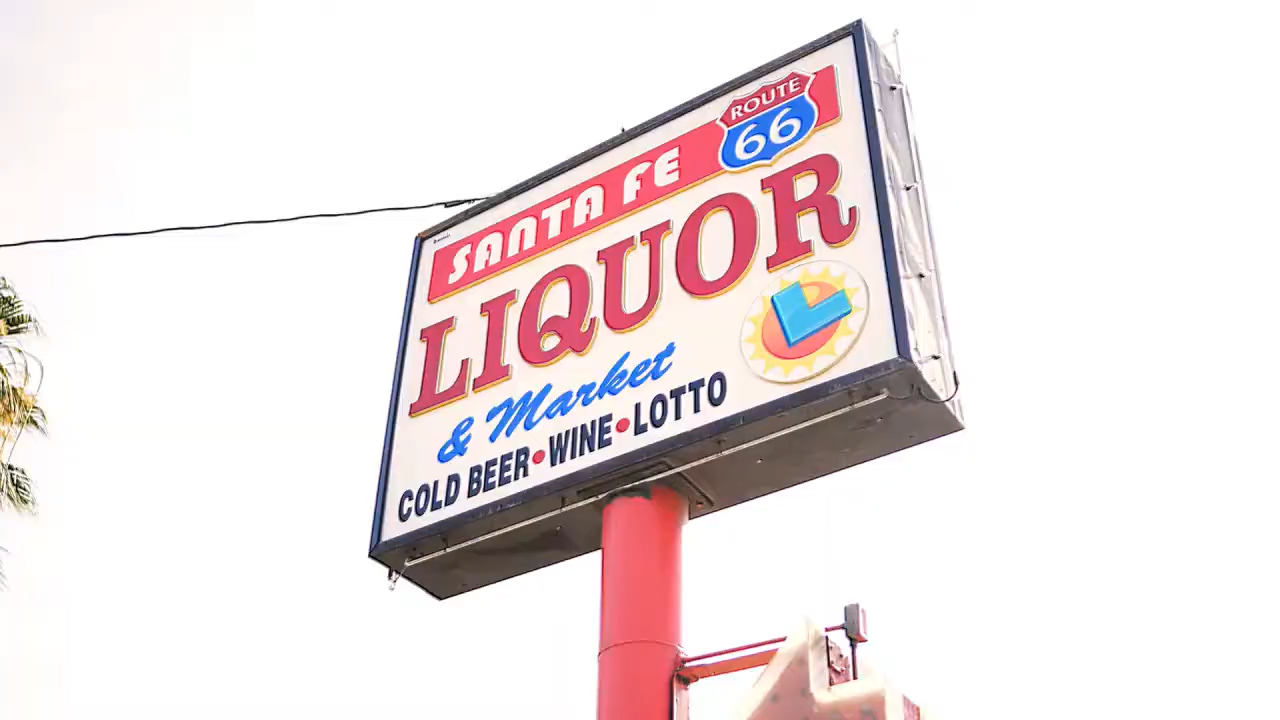 SANTA FE
ROUTE
66
LIQUOR
& Market
COLD BEER•WINE•LOTTO